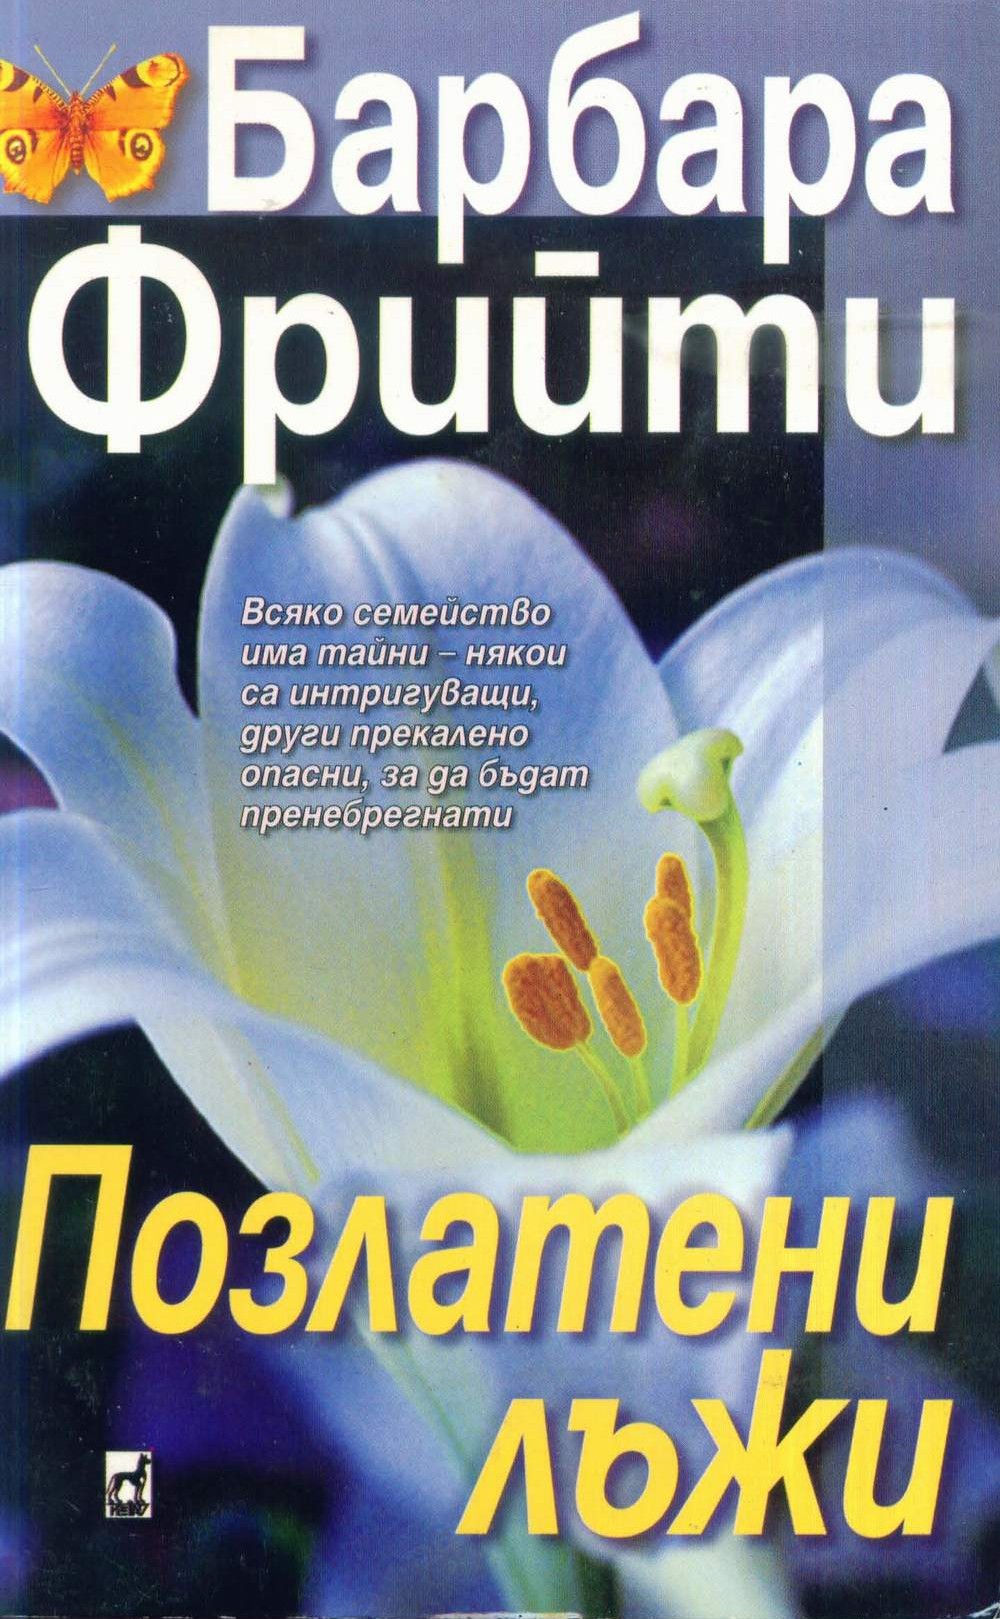 Барбара
Фрийти
Всяко семейство
има тайни – някои
са интригуващи,
други прекалено
опасни, за да бъдат
пренебрегнати
Позлатени
лъжи